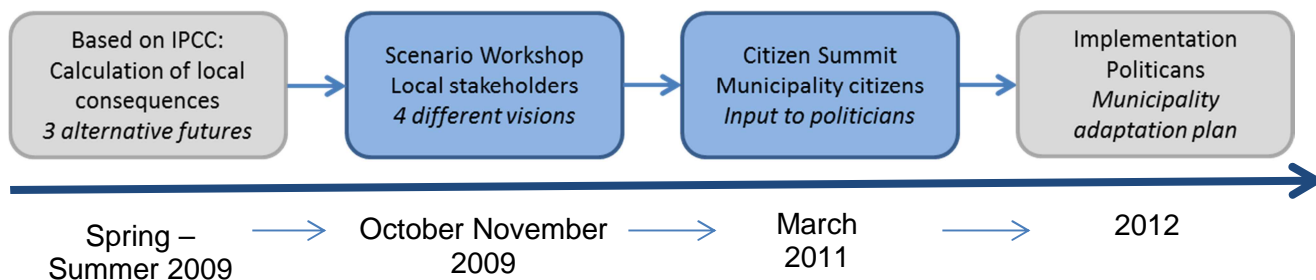 Based on IPCC:
Calculation of local
consequences
3 alternative futures
Scenario Workshop
Local stakeholders
4 different visions
Citizen Summit
Municipality citizens
Input to politicians
Implementation
Politicans
Municipality
adaptation plan
Spring –
Summer 2009
October November
2009
March
2011
2012